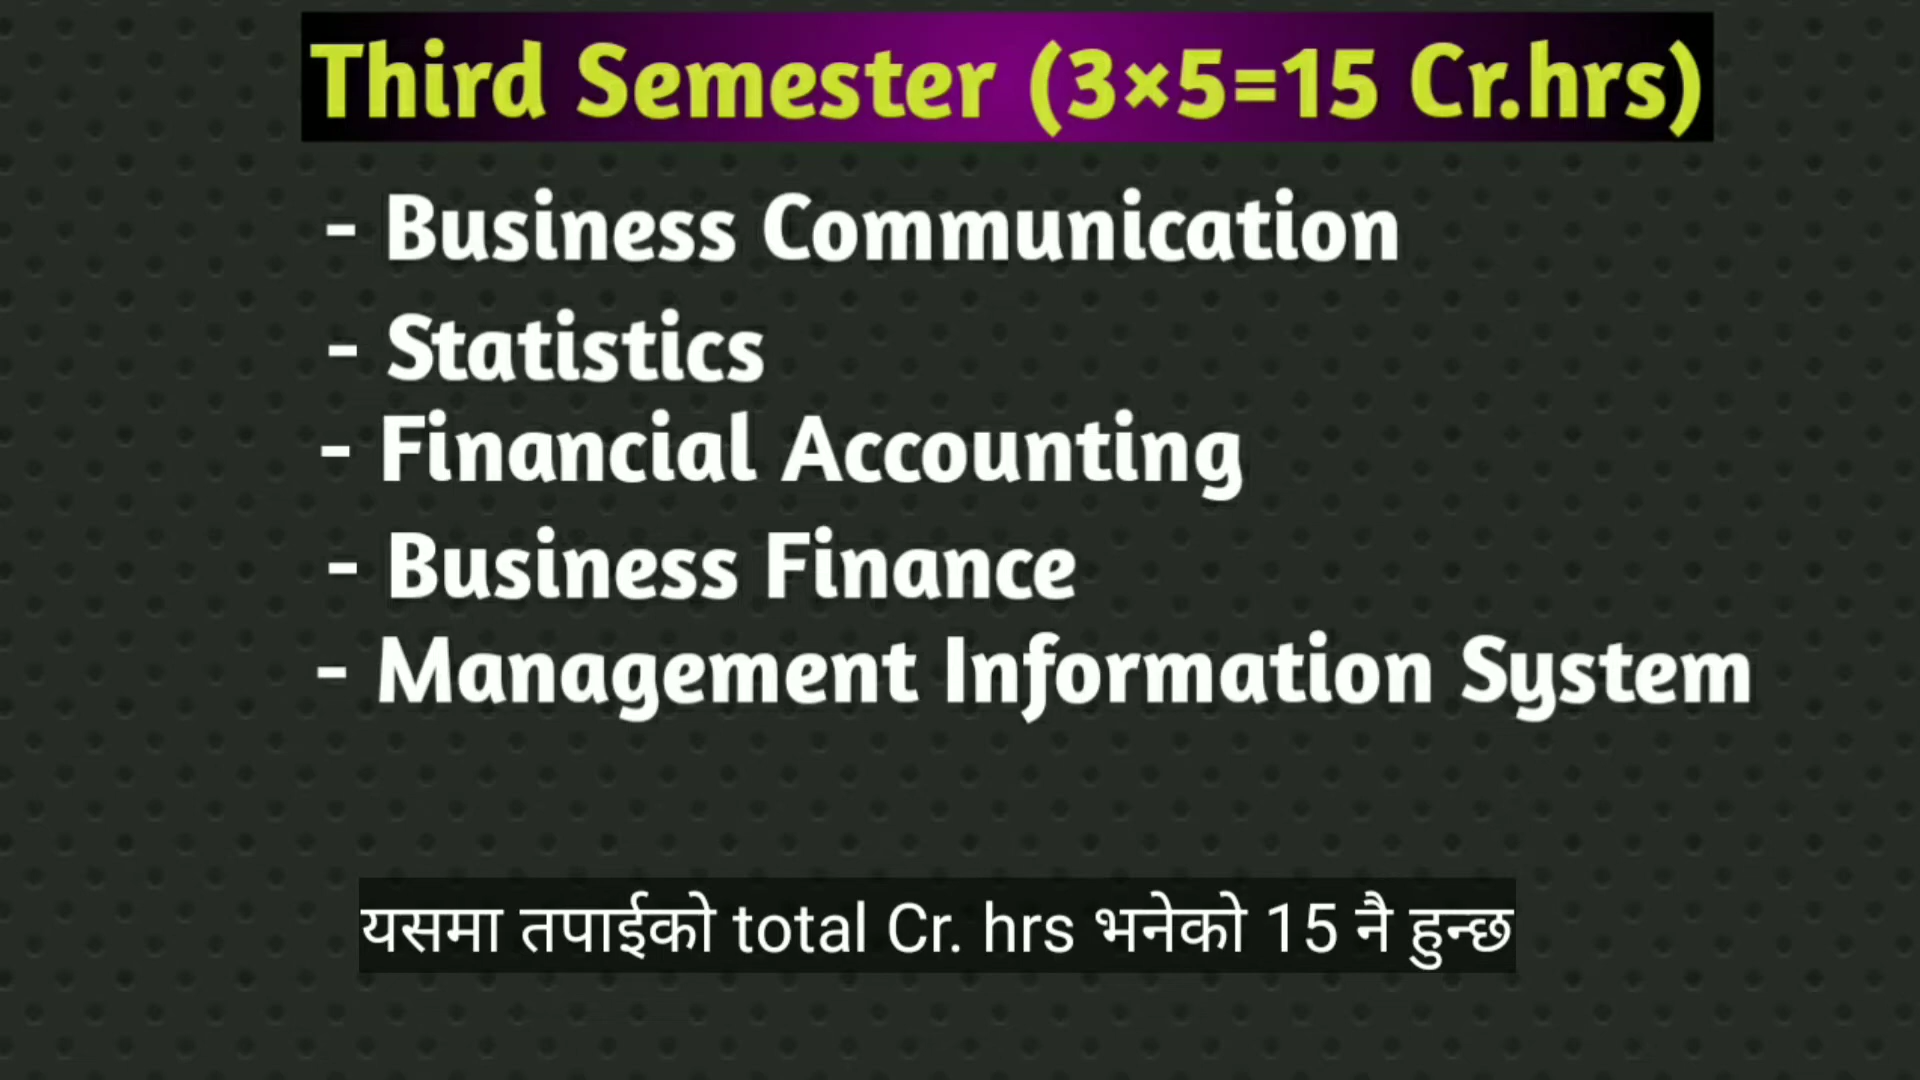 Third Semester (3×5=15 Cr.hrs)
- Business Communication
- Statistics
- Financial Accounting
- Business Finance
- Management Information System
यसमा तपाईको total Cr. hrs भनेको 15 नै हुन्छ